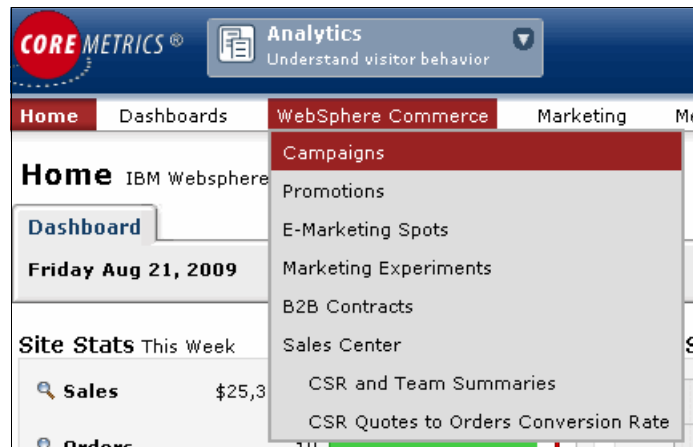 COREMETRICS ®
Analytics
Understand visitor behavior
Home Dashboards WebSphere Commerce Marketing
Home IBM Websphere
Campaigns
Promotions
E-Marketing Spots
Marketing Experiments
B2B Contracts
Sales Center
CSR and Team Summaries
CSR Quotes to Orders Conversion Rate
Dashboard
Friday Aug 21, 2009
Site Stats This Week
Sales $25,3